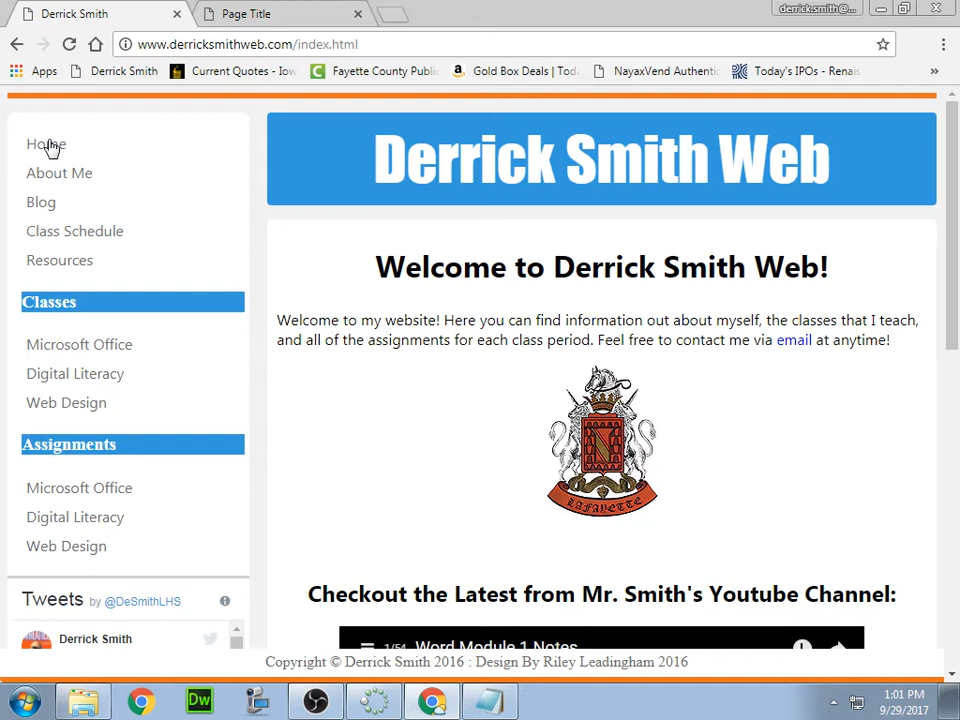 Derrick Smith
Page Title
derricksmith@...
www.derricksmithweb.com/index.html
Apps
Derrick Smith
Current Quotes - Iow
Fayette County Publi
Gold Box Deals | Tod
NayaxVend Authenti
Today's IPOs - Renais
Home
About Me
Blog
Class Schedule
Resources
Classes
Microsoft Office
Digital Literacy
Web Design
Assignments
Microsoft Office
Digital Literacy
Web Design
Tweets by @DeSmithLHS
Derrick Smith
Derrick Smith Web
Welcome to Derrick Smith Web!
Welcome to my website! Here you can find information out about myself, the classes that I teach,
and all of the assignments for each class period. Feel free to contact me via email at anytime!
LAFAYETTE
Checkout the Latest from Mr. Smith's Youtube Channel:
1/54 Word Module 1 Notes
Copyright © Derrick Smith 2016 : Design By Riley Leadingham 2016
Dw
1:01 PM
9/29/2017